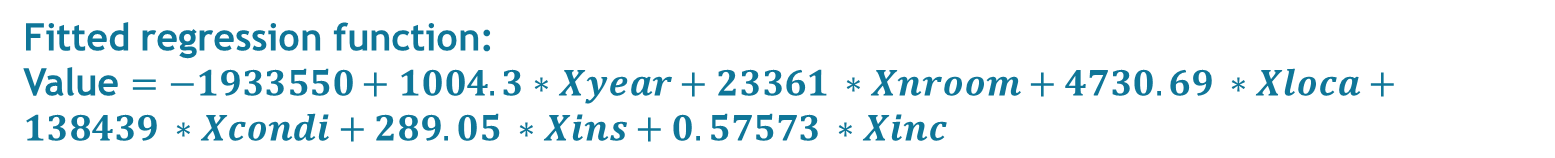 Fitted regression function:
Value = −1933550 + 1004.3 * Xyear + 23361 * Xnroom + 4730.69 * Xloca +
138439 * Xcondi + 289.05 * Xins + 0.57573 * Xinc